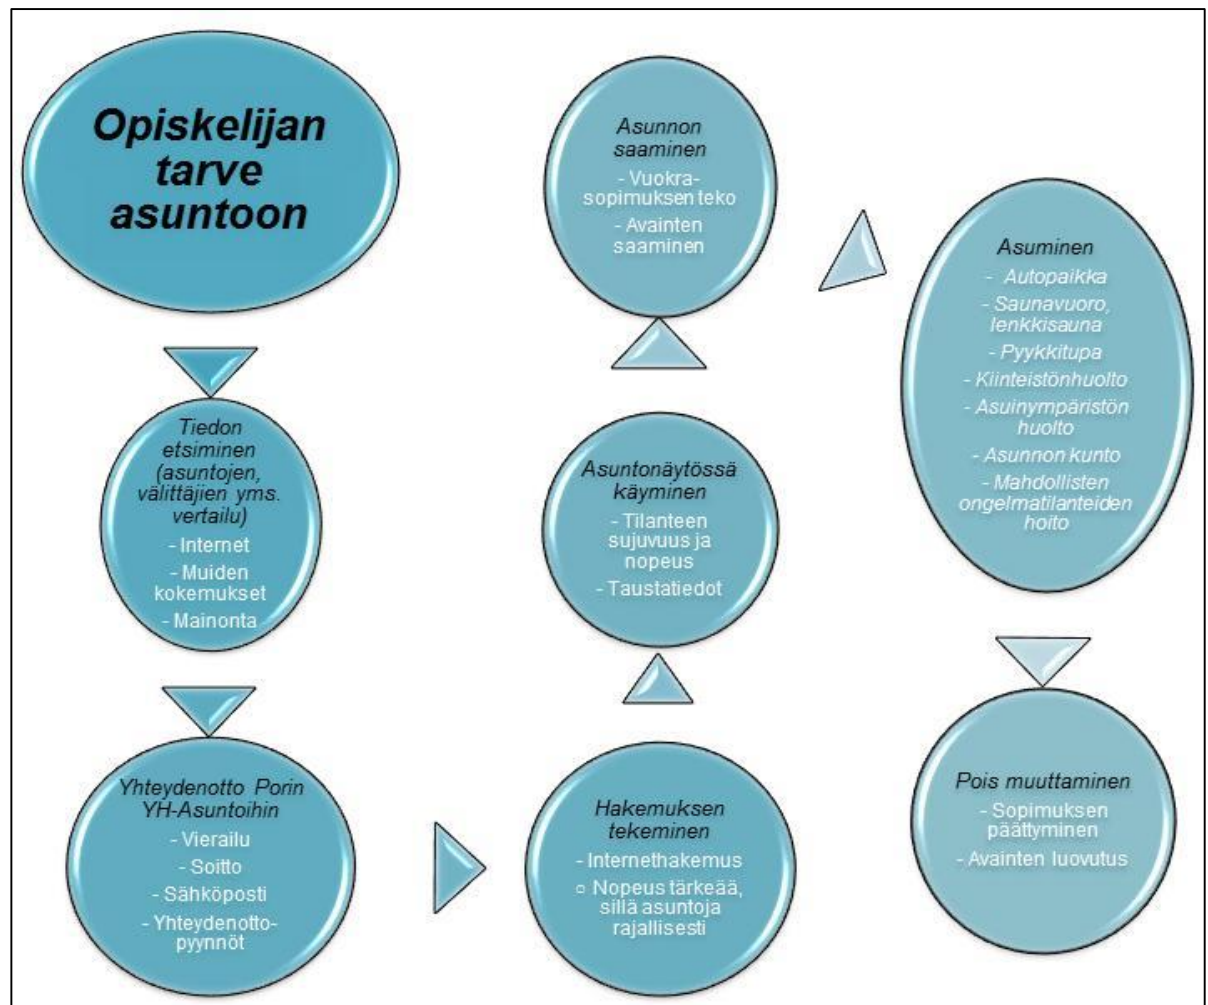 Opiskelijan
tarve
asuntoon
Tiedon
etsiminen
(asuntojen,
välittäjien yms.
vertailu)
- Internet
- Muiden
kokemukset
- Mainonta
Yhteydenotto Porin
YH-Asuntoihin
- Vierailu
- Soitto
- Sähköposti
- Yhteydenotto-
pyynnöt
Hakemuksen
tekeminen
- Internethakemus
○ Nopeus tärkeää,
sillä asuntoja
rajallisesti
Asuntonäytössä
käyminen
- Tilanteen
sujuvuus ja
nopeus
- Taustatiedot
Asunnon
saaminen
- Vuokra-
sopimuksen teko
- Avainten
saaminen
Asuminen
- Autopaikka
- Saunavuoro,
lenkkisauna
- Pyykkitupa
- Kiinteistönhuolto
- Asuinympäristön
huolto
- Asunnon kunto
- Mahdollisten
ongelmatilanteiden
hoito
Pois muuttaminen
- Sopimuksen
päättyminen
- Avainten luovutus